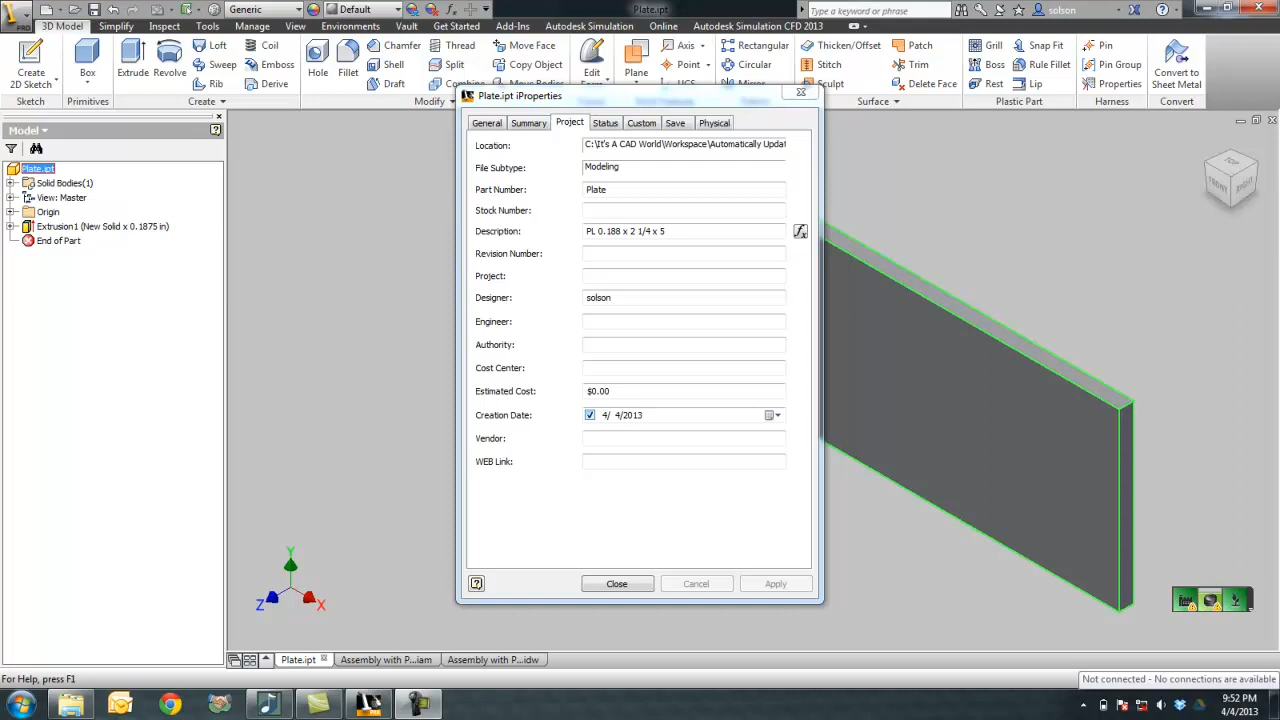 Generic
Default
Plate.ipt
Type a keyword or phrase
solson
PRO
3D Model
Simplify
Inspect
Tools
Manage
View
Environments
Vault
Get Started
Add-Ins
Autodesk Simulation
Online
Autodesk Simulation CFD 2013
Create
2D Sketch
Box
Extrude
Revolve
Loft
Sweep
Rib
Coil
Emboss
Derive
Hole
Fillet
Chamfer
Shell
Draft
Thread
Split
Combine
Move Face
Copy Object
Move Bodies
Edit
Form
Plane
Axis
Point
UCS
Rectangular
Circular
Mirror
Thicken/Offset
Stitch
Sculpt
Patch
Trim
Delete Face
Grill
Boss
Rest
Snap Fit
Rule Fillet
Lip
Pin
Pin Group
Properties
Convert to
Sheet Metal
Sketch
Primitives
Create
Modify
Surface
Plastic Part
Harness
Convert
Model
Plate.ipt
Solid Bodies(1)
View: Master
Origin
Extrusion1 (New Solid x 0.1875 in)
End of Part
Plate.ipt iProperties
General
Summary
Project
Status
Custom
Save
Physical
Location:
C:\It's A CAD World\Workspace\Automatically Updat
File Subtype:
Modeling
Part Number:
Plate
Stock Number:
Description:
PL 0.188 x 2 1/4 x 5
Revision Number:
Project:
Designer:
solson
Engineer:
Authority:
Cost Center:
Estimated Cost:
$0.00
Creation Date:
4/ 4/2013
Vendor:
WEB Link:
Close
Cancel
Apply
FRONT
RIGHT
Y
Z
X
Plate.ipt
Assembly with P...iam
Assembly with P...idw
For Help, press F1
Not connected - No connections are available
9:52 PM
4/4/2013